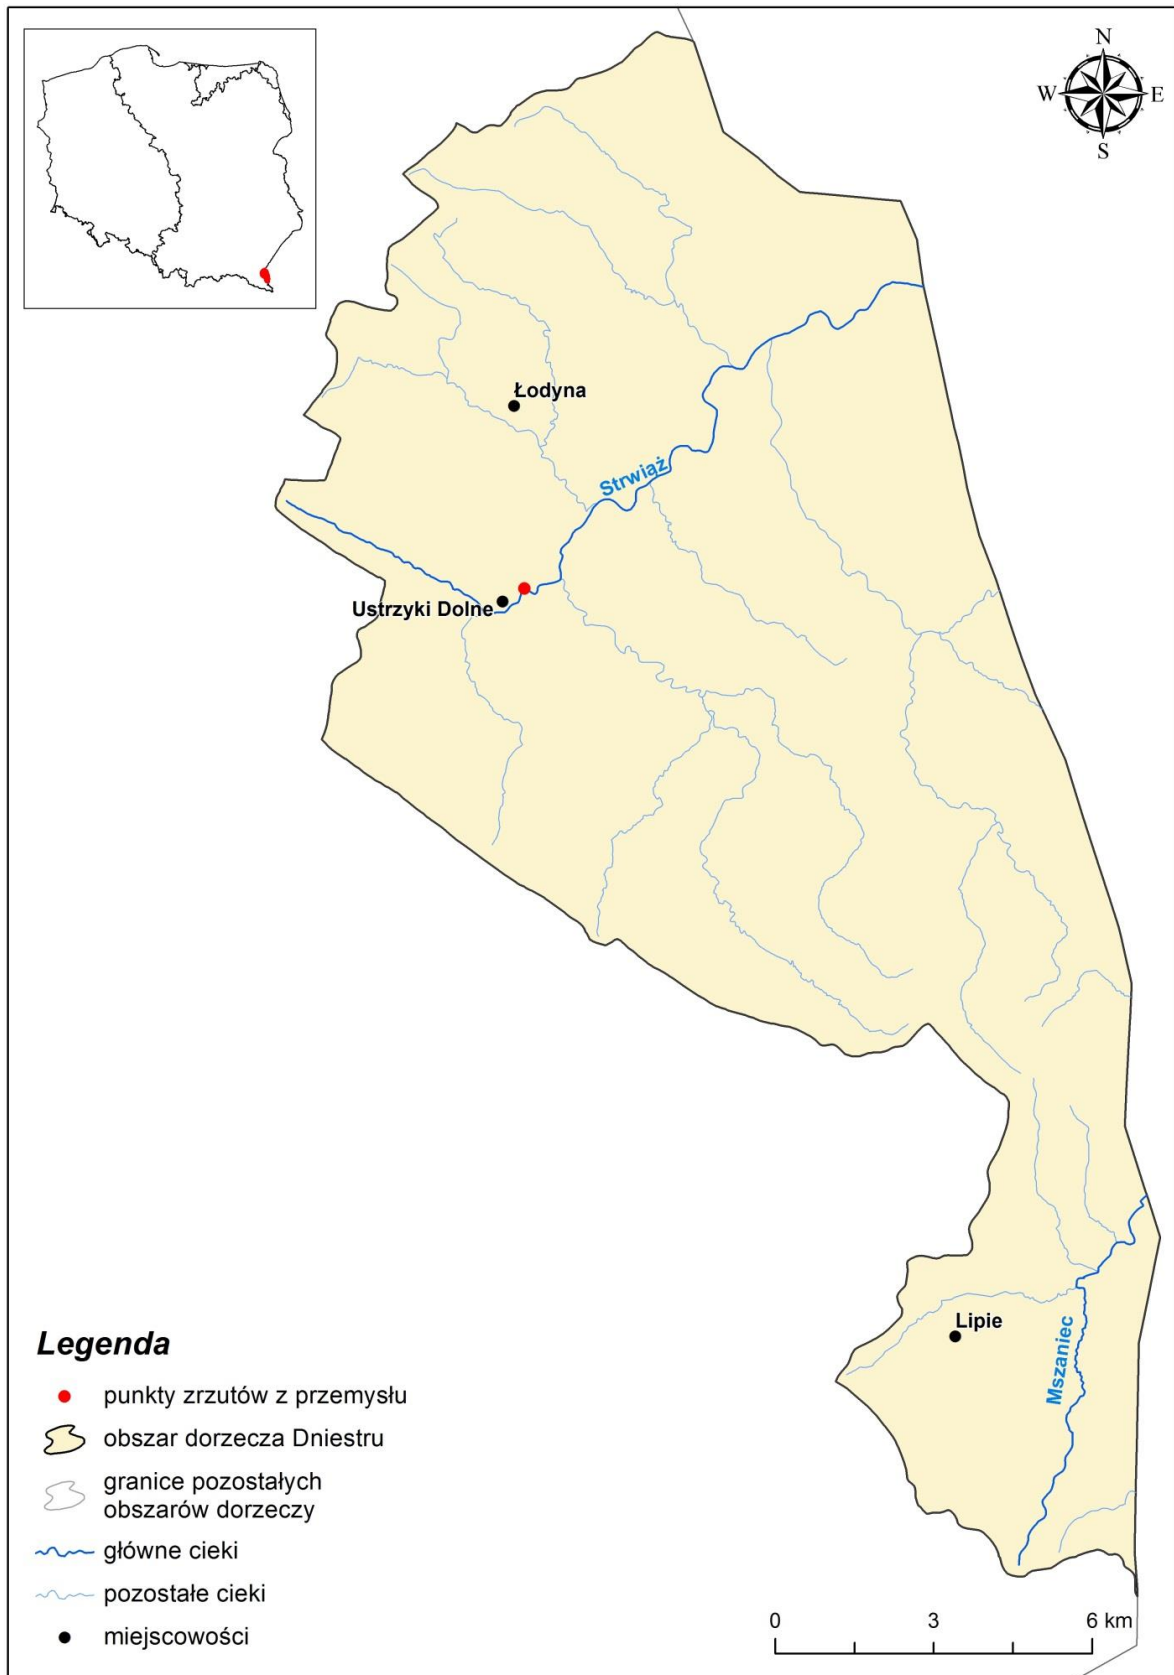 N
W E
S
Łodyna
Strwiąż
Ustrzyki Dolne
Lipie
Mszaniec
Legenda
punkty zrzutów z przemysłu
obszar dorzecza Dniestru
granice pozostałych
obszarów dorzeczy
główne cieki
pozostałe cieki
miejscowości
0 3 6 km